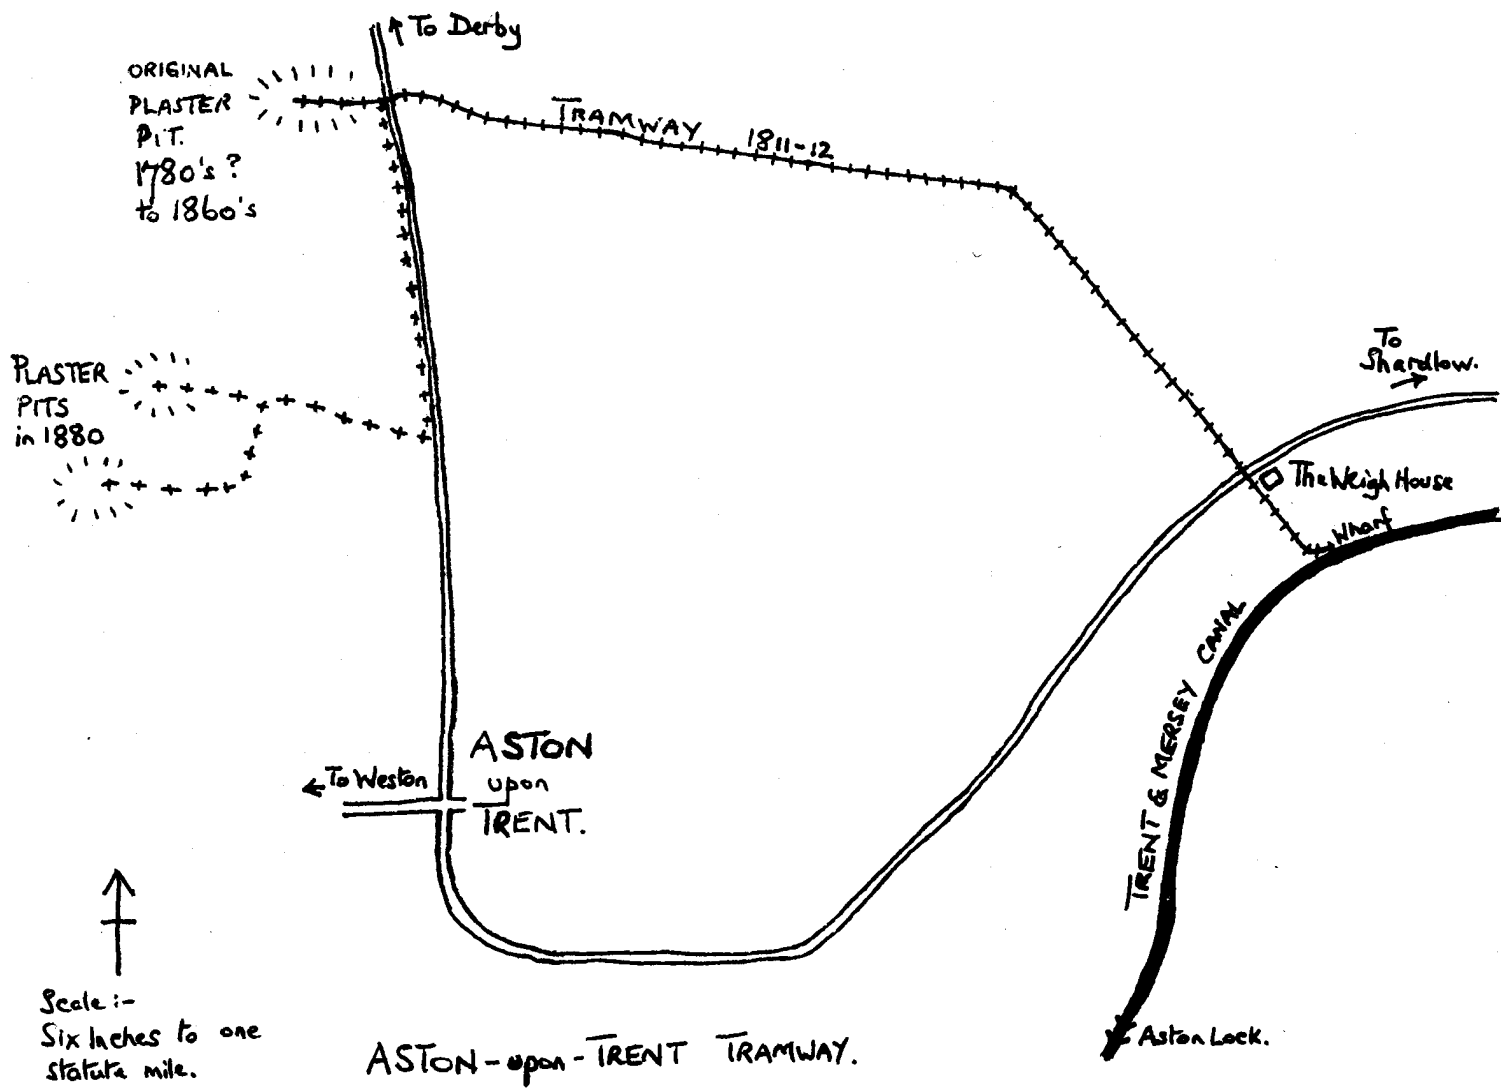 To Derby
ORIGINAL
PLASTER
PIT.
1780's ?
to 1860's
TRAMWAY 1811-12
To
Shardlow.
PLASTER
PITS
in 1880
The Weigh House
Wharf
TRENT & MERSEY CANAL
ASTON
upon
TRENT.
To Weston
Scale :-
Six Inches to one
statute mile.
Aston Lock.
ASTON-upon-TRENT TRAMWAY.